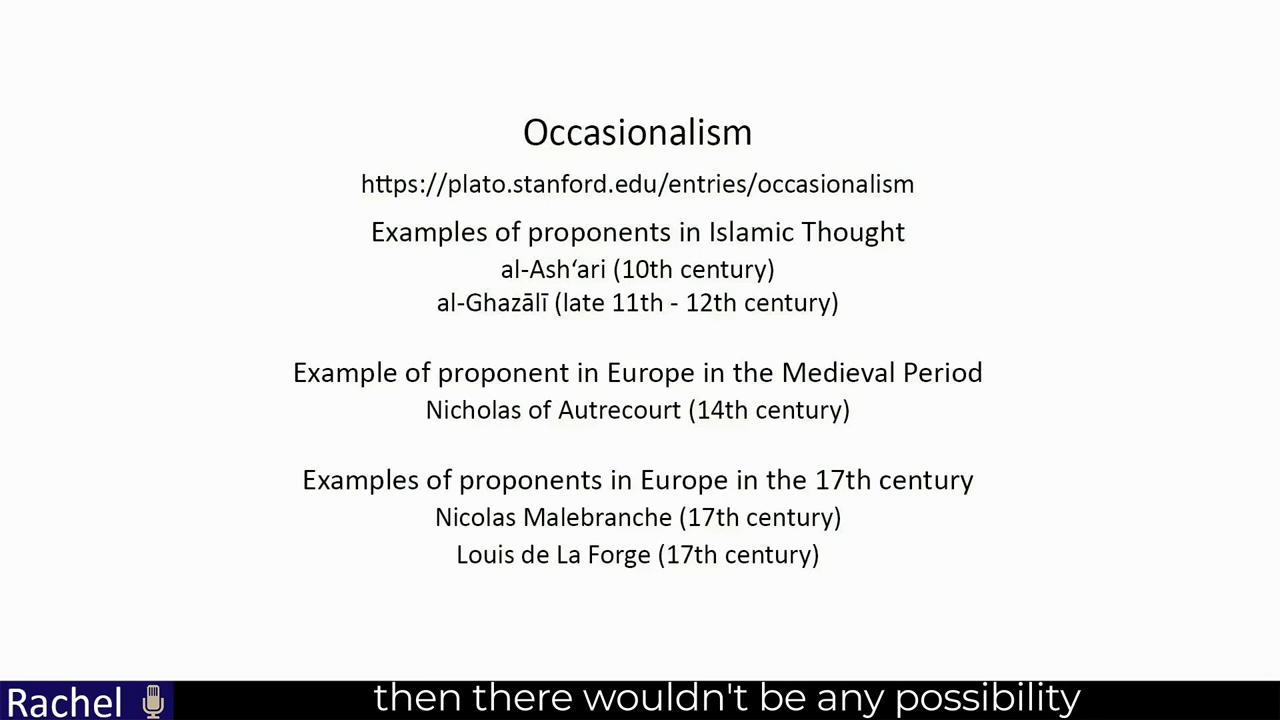 Occasionalism
https://plato.stanford.edu/entries/occasionalism
Examples of proponents in Islamic Thought
al-Ash‘ari (10th century)
al-Ghazālī (late 11th - 12th century)
Example of proponent in Europe in the Medieval Period
Nicholas of Autrecourt (14th century)
Examples of proponents in Europe in the 17th century
Nicolas Malebranche (17th century)
Louis de La Forge (17th century)
Rachel
then there wouldn't be any possibility